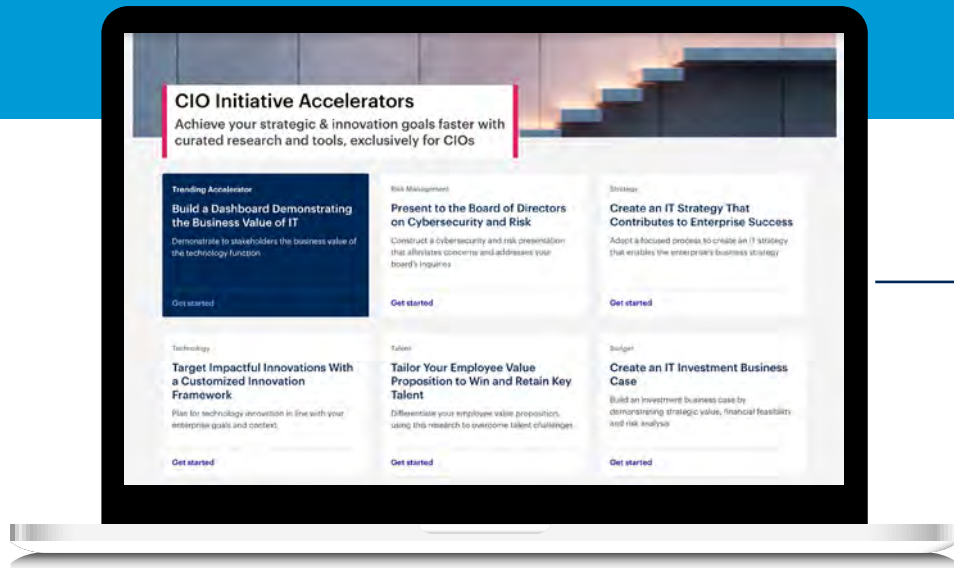 CIO Initiative Accelerators
Achieve your strategic & innovation goals faster with
curated research and tools, exclusively for CIOs
Trending Accelerator
Build a Dashboard Demonstrating
the Business Value of IT
Demonstrate to stakeholders the business value of
the technology function
Get started
Risk Management
Present to the Board of Directors
on Cybersecurity and Risk
Construct a cybersecurity and risk presentation
that alleviates concerns and addresses your
board's inquiries
Get started
Strategy
Create an IT Strategy That
Contributes to Enterprise Success
Adopt a focused process to create an IT strategy
that enables the enterprise's business strategy
Get started
Technology
Target Impactful Innovations With
a Customized Innovation
Framework
Plan for technology innovation in line with your
enterprise goals and context
Get started
Talent
Tailor Your Employee Value
Proposition to Win and Retain Key
Talent
Differentiate your employee value proposition,
using this research to overcome talent challenges
Get started
Budget
Create an IT Investment Business
Case
Build an investment business case by
demonstrating strategic value, financial feasibility
and risk analysis
Get started